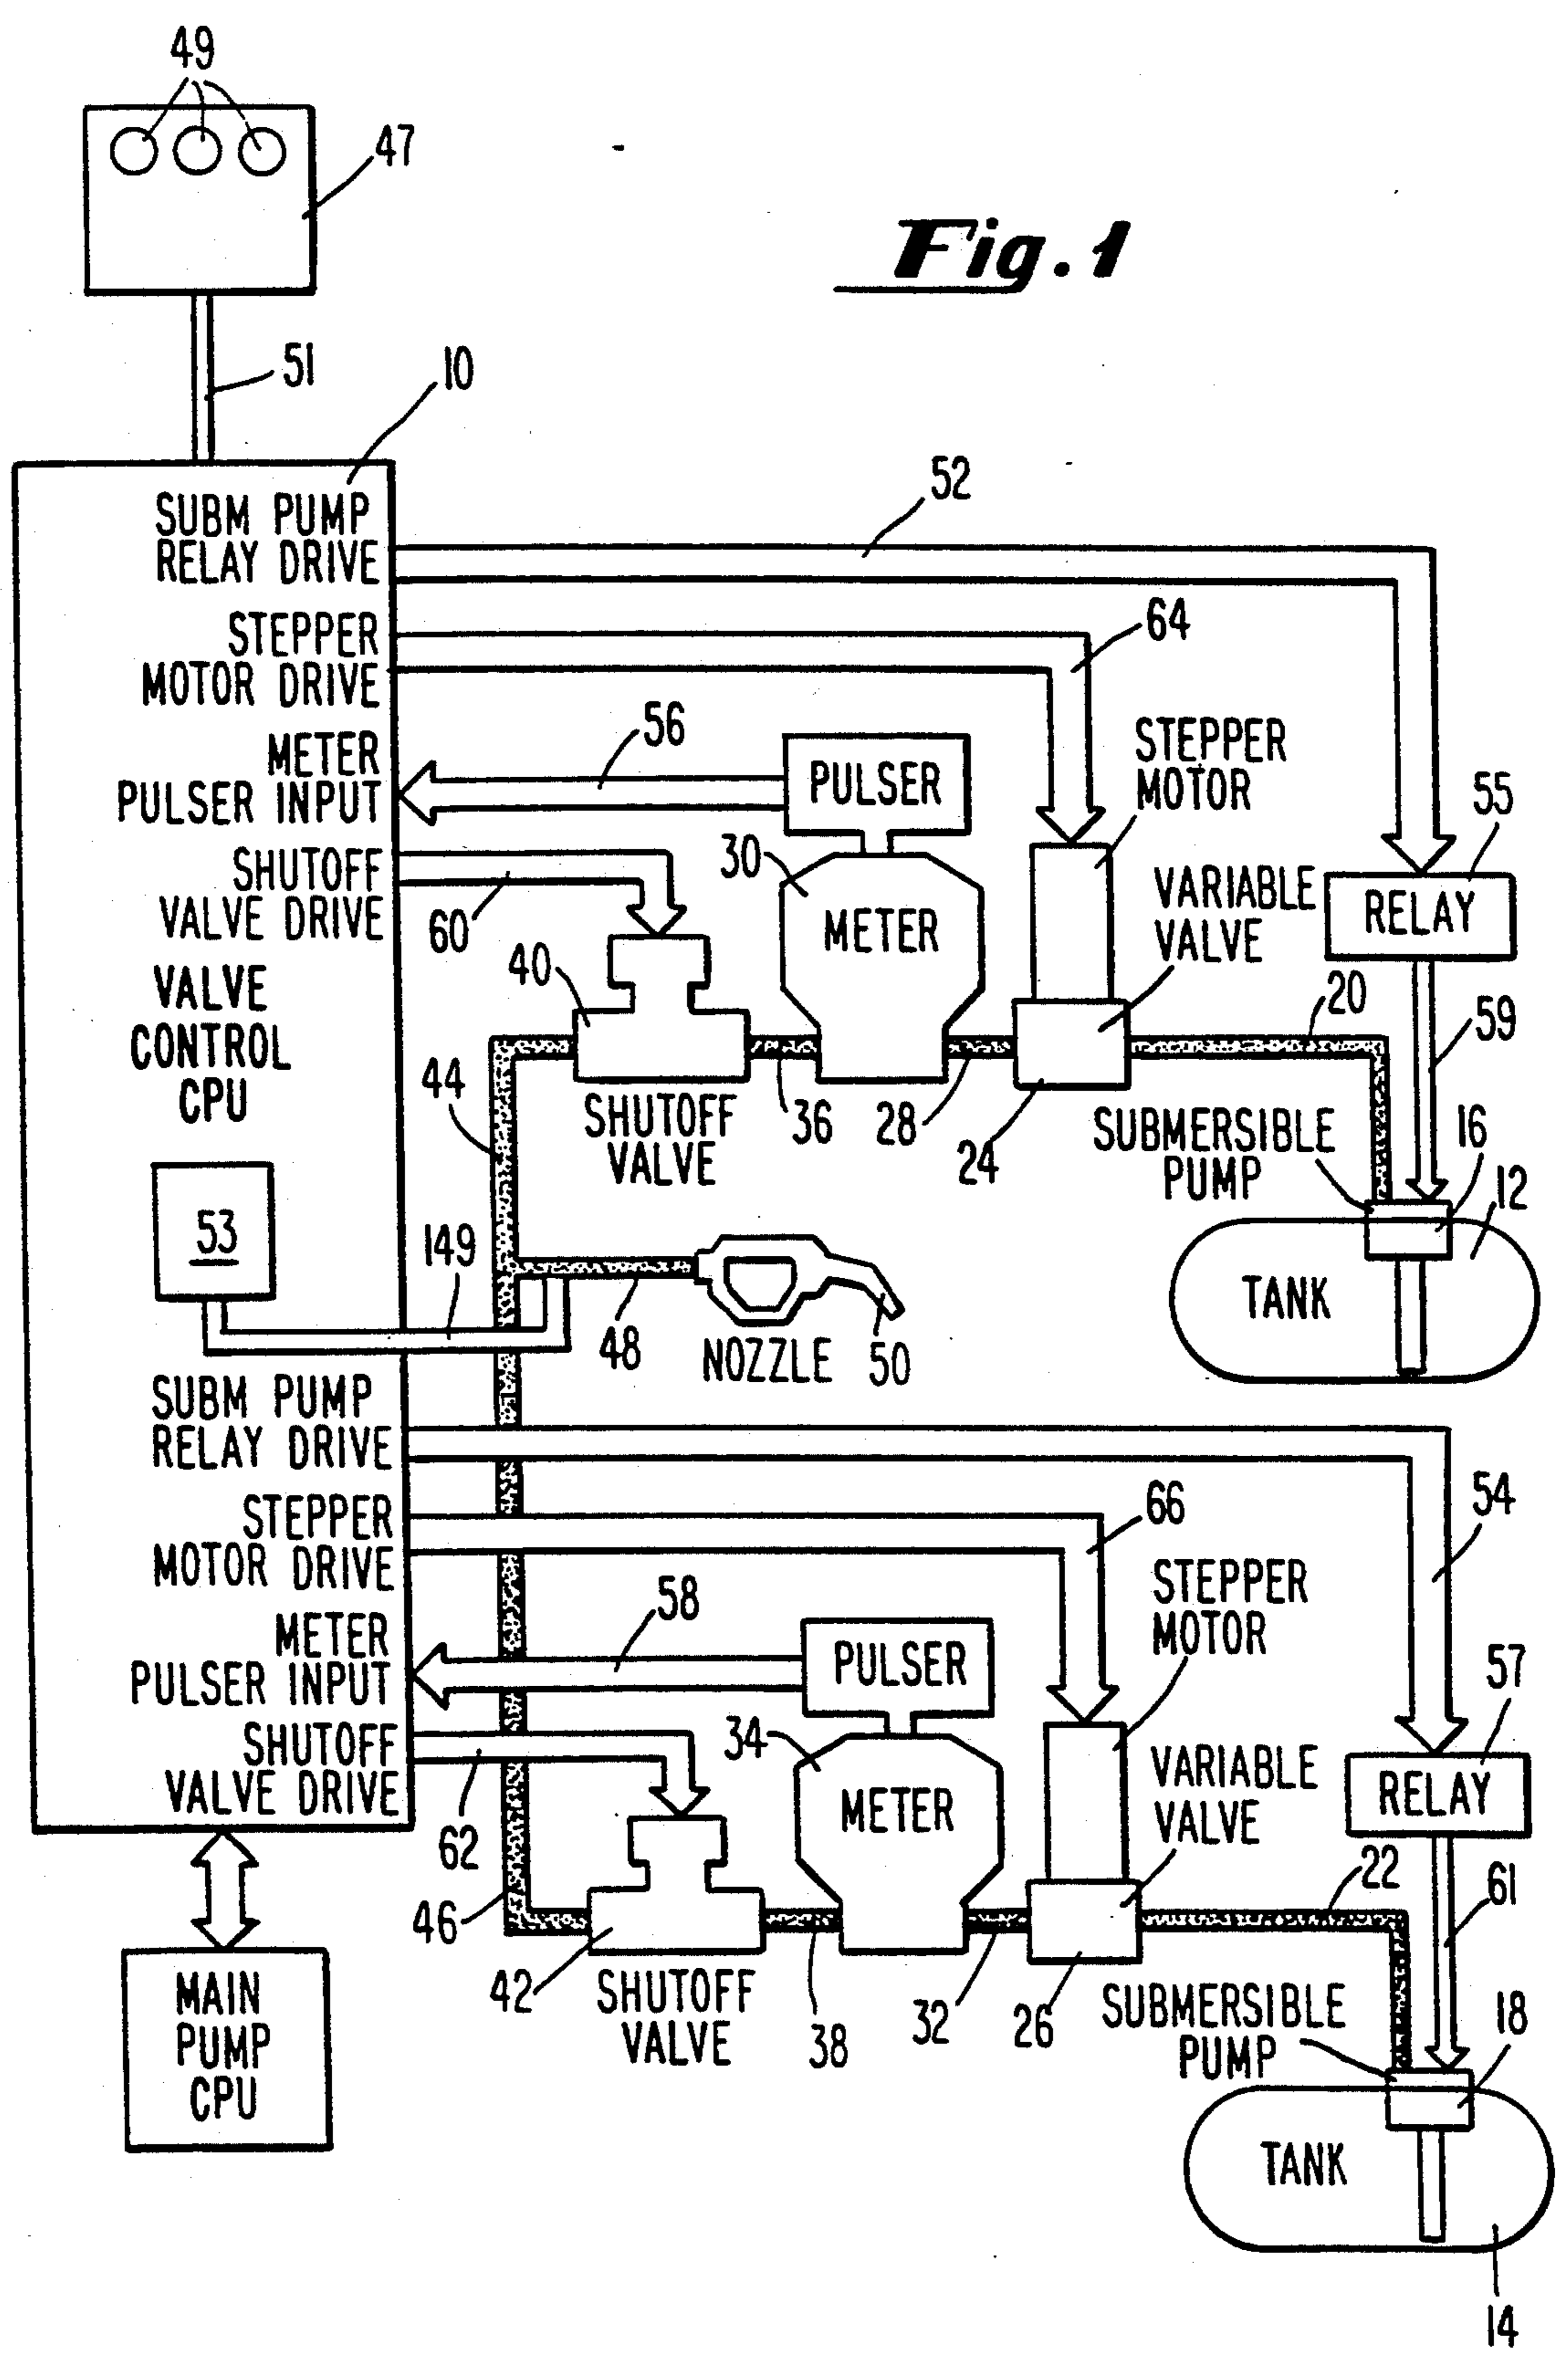 49
47
Fig. 1
51
10
52
SUBM PUMP
RELAY DRIVE
64
STEPPER
MOTOR DRIVE
56
STEPPER
MOTOR
METER
PULSER INPUT
PULSER
55
30
SHUTOFF
VALVE DRIVE
60
METER
VARIABLE
VALVE
RELAY
40
20
59
VALVE
CONTROL
CPU
44
SHUTOFF
VALVE
36
28
24
SUBMERSIBLE
PUMP
16
12
53
149
TANK
48
NOZZLE
50
SUBM PUMP
RELAY DRIVE
54
66
STEPPER
MOTOR DRIVE
58
STEPPER
MOTOR
METER
PULSER INPUT
PULSER
57
34
SHUTOFF
VALVE DRIVE
62
METER
VARIABLE
VALVE
RELAY
22
61
46
42
SHUTOFF
VALVE
38
32
26
SUBMERSIBLE
PUMP
18
MAIN
PUMP
CPU
TANK
14